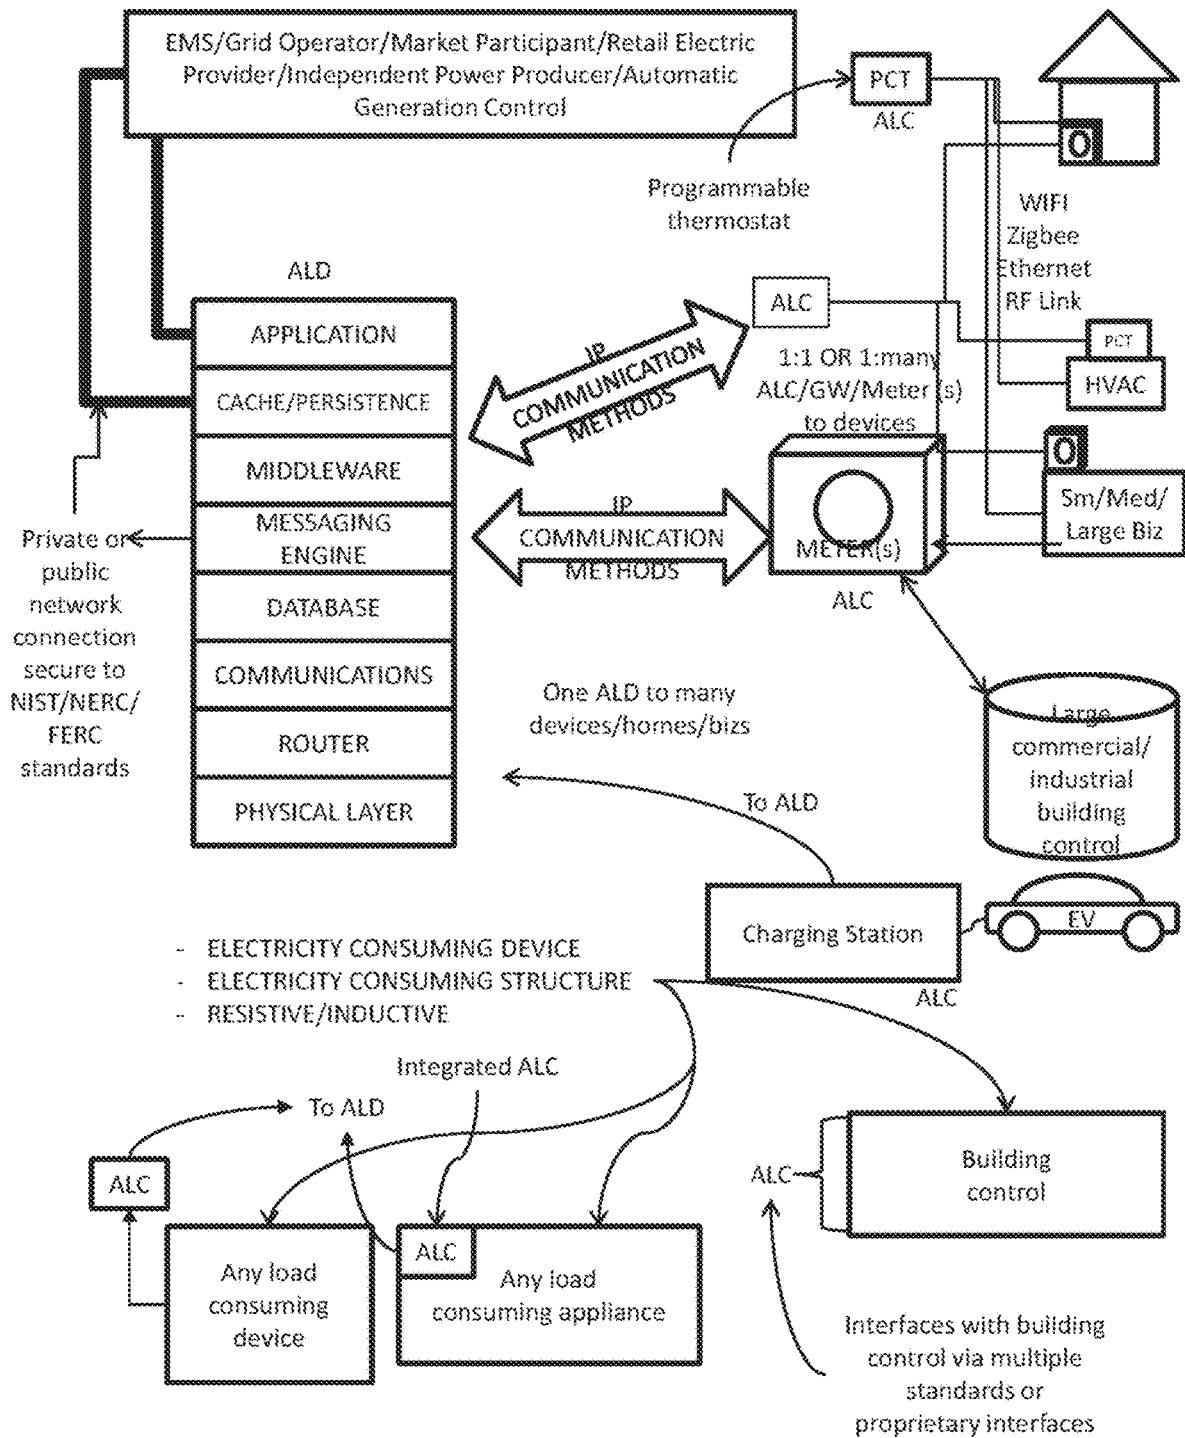 EMS/Grid Operator/Market Participant/Retail Electric
Provider/Independent Power Producer/Automatic
Generation Control
PCT
ALC
Programmable
thermostat
WIFI
Zigbee
Ethernet
RF Link
ALD
APPLICATION
CACHE/PERSISTENCE
MIDDLEWARE
MESSAGING
ENGINE
DATABASE
COMMUNICATIONS
ROUTER
PHYSICAL LAYER
IP
COMMUNICATION
METHODS
ALC
1:1 OR 1:many
ALC/GW/Meter(s)
to devices
PCT
HVAC
IP
COMMUNICATION
METHODS
METER(s)
ALC
Sm/Med/
Large Biz
Private or
public
network
connection
secure to
NIST/NERC/
FERC
standards
One ALD to many
devices/homes/bizs
Large
commercial/
industrial
building
control
To ALD
Charging Station
ALC
EV
- ELECTRICITY CONSUMING DEVICE
- ELECTRICITY CONSUMING STRUCTURE
- RESISTIVE/INDUCTIVE
Integrated ALC
To ALD
ALC
Any load
consuming
device
ALC
Any load
consuming appliance
ALC
Building
control
Interfaces with building
control via multiple
standards or
proprietary interfaces